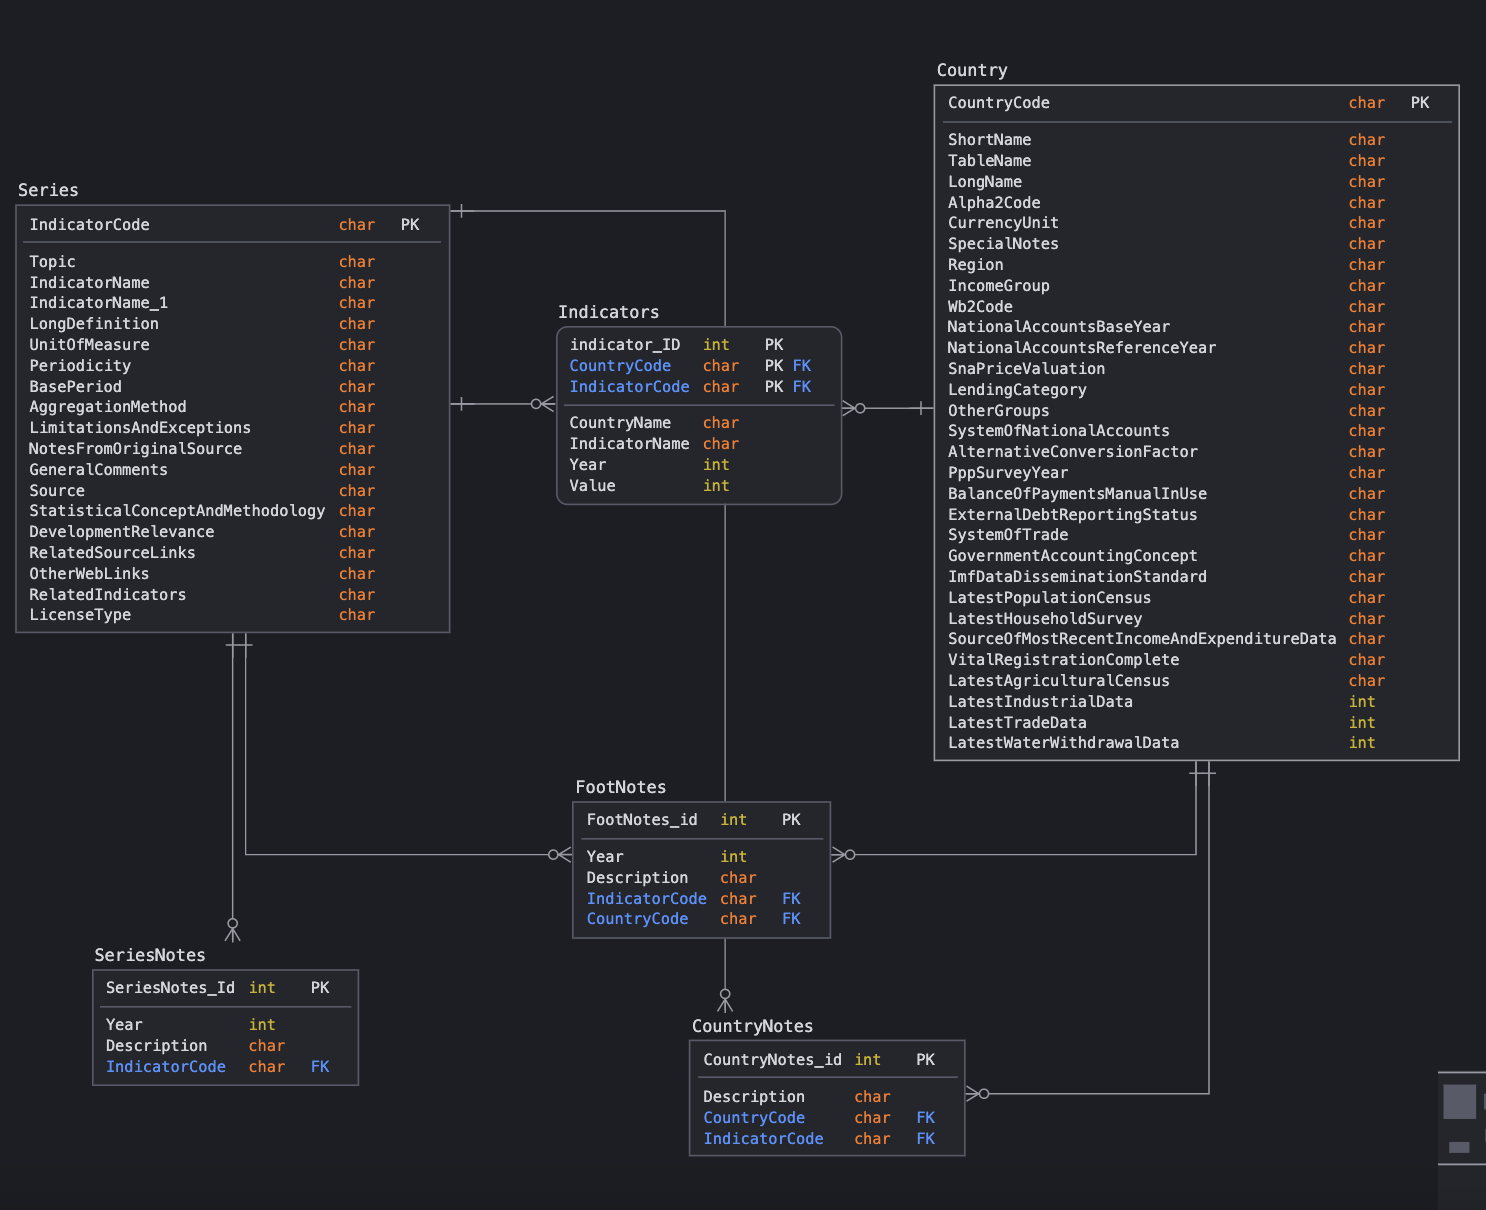 Country
CountryCode char PK
ShortName char
TableName char
LongName char
Alpha2Code char
CurrencyUnit char
SpecialNotes char
Region char
IncomeGroup char
Wb2Code char
NationalAccountsBaseYear char
NationalAccountsReferenceYear char
SnaPriceValuation char
LendingCategory char
OtherGroups char
SystemOfNationalAccounts char
AlternativeConversionFactor char
PppSurveyYear char
BalanceOfPaymentsManualInUse char
ExternalDebtReportingStatus char
SystemOfTrade char
GovernmentAccountingConcept char
ImfDataDisseminationStandard char
LatestPopulationCensus char
LatestHouseholdSurvey char
SourceOfMostRecentIncomeAndExpenditureData char
VitalRegistrationComplete char
LatestAgriculturalCensus char
LatestIndustrialData int
LatestTradeData int
LatestWaterWithdrawalData int
Series
IndicatorCode char PK
Topic char
IndicatorName char
IndicatorName_1 char
LongDefinition char
UnitOfMeasure char
Periodicity char
BasePeriod char
AggregationMethod char
LimitationsAndExceptions char
NotesFromOriginalSource char
GeneralComments char
Source char
StatisticalConceptAndMethodology char
DevelopmentRelevance char
RelatedSourceLinks char
OtherWebLinks char
RelatedIndicators char
LicenseType char
Indicators
indicator_ID int PK
CountryCode char PK FK
IndicatorCode char PK FK
CountryName char
IndicatorName char
Year int
Value int
FootNotes
FootNotes_id int PK
Year int
Description char
IndicatorCode char FK
CountryCode char FK
SeriesNotes
SeriesNotes_Id int PK
Year int
Description char
IndicatorCode char FK
CountryNotes
CountryNotes_id int PK
Description char
CountryCode char FK
IndicatorCode char FK